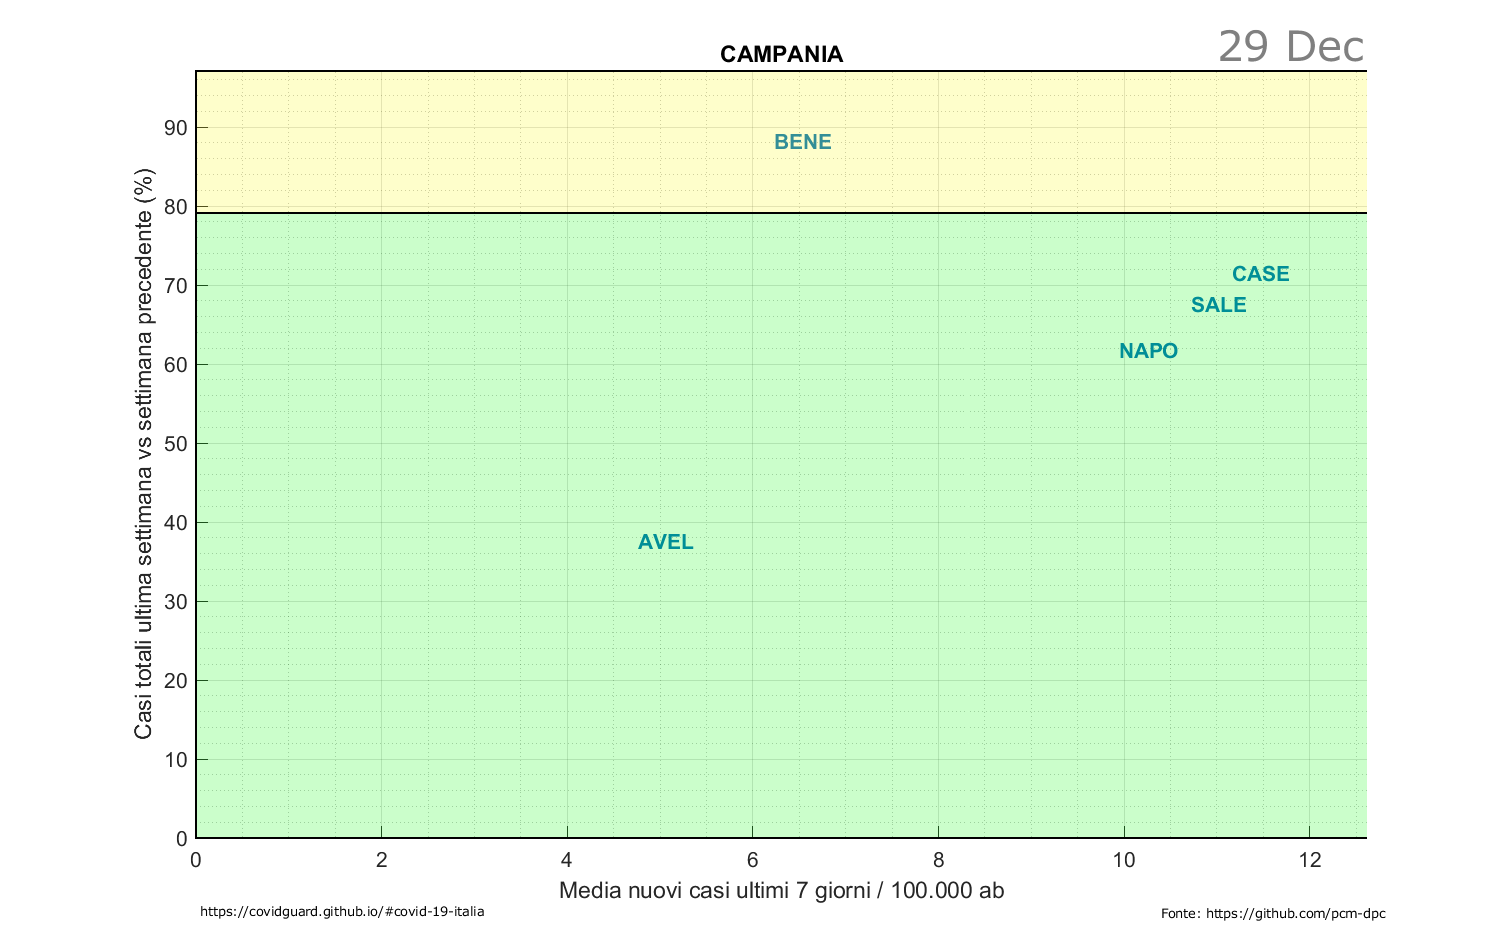 29 Dec
CAMPANIA
Casi totali ultima settimana vs settimana precedente (%)
90
80
70
60
50
40
30
20
10
0
BENE
CASE
SALE
NAPO
AVEL
0 2 4 6 8 10 12
Media nuovi casi ultimi 7 giorni / 100.000 ab
https://covidguard.github.io/#covid-19-italia
Fonte: https://github.com/pcm-dpc